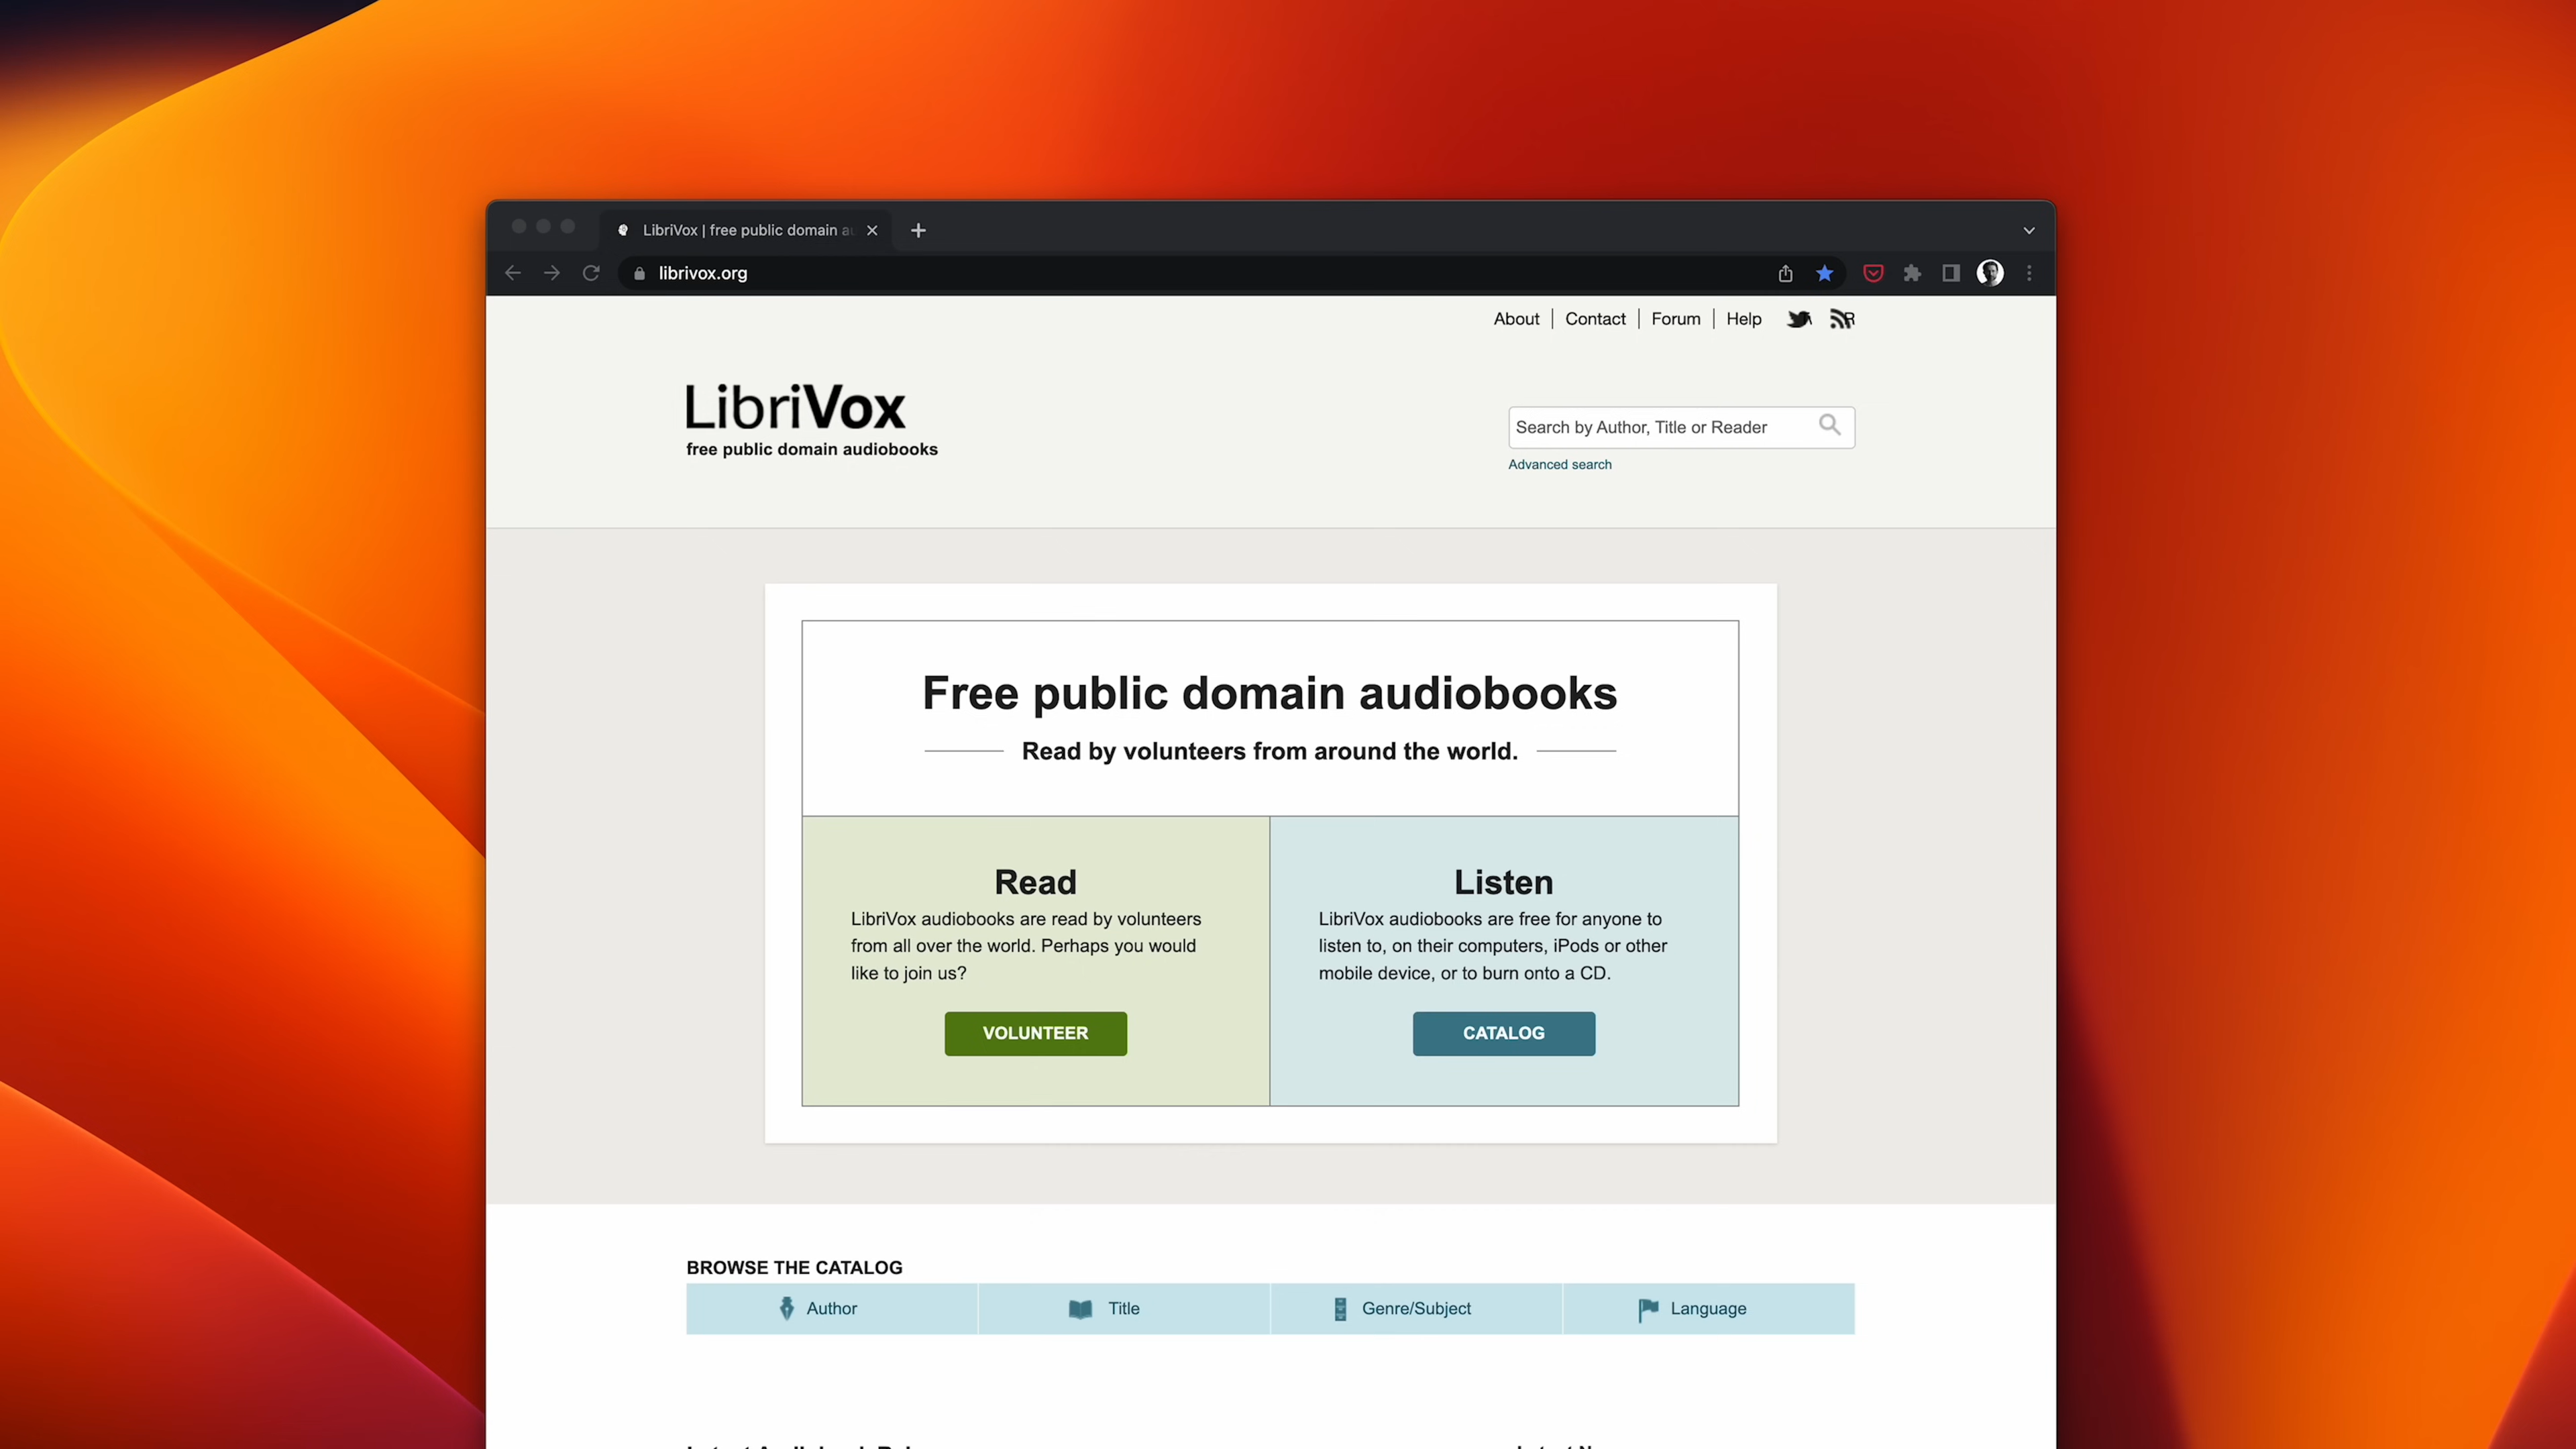 LibriVox | free public domain
librivox.org
About | Contact | Forum | Help
LibriVox
free public domain audiobooks
Search by Author, Title or Reader
Advanced search
Free public domain audiobooks
Read by volunteers from around the world.
Read
LibriVox audiobooks are read by volunteers
from all over the world. Perhaps you would
like to join us?
VOLUNTEER
Listen
LibriVox audiobooks are free for anyone to
listen to, on their computers, iPods or other
mobile device, or to burn onto a CD.
CATALOG
BROWSE THE CATALOG
Author
Title
Genre/Subject
Language